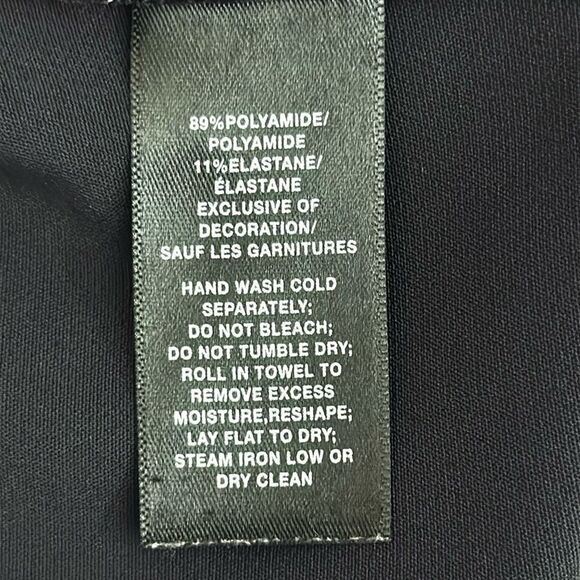 89%POLYAMIDE/
POLYAMIDE
11%ELASTANE/
ÉLASTANE
EXCLUSIVE OF
DECORATION/
SAUF LES GARNITURES
HAND WASH COLD
SEPARATELY;
DO NOT BLEACH;
DO NOT TUMBLE DRY;
ROLL IN TOWEL TO
REMOVE EXCESS
MOISTURE,RESHAPE;
LAY FLAT TO DRY;
STEAM IRON LOW OR
DRY CLEAN